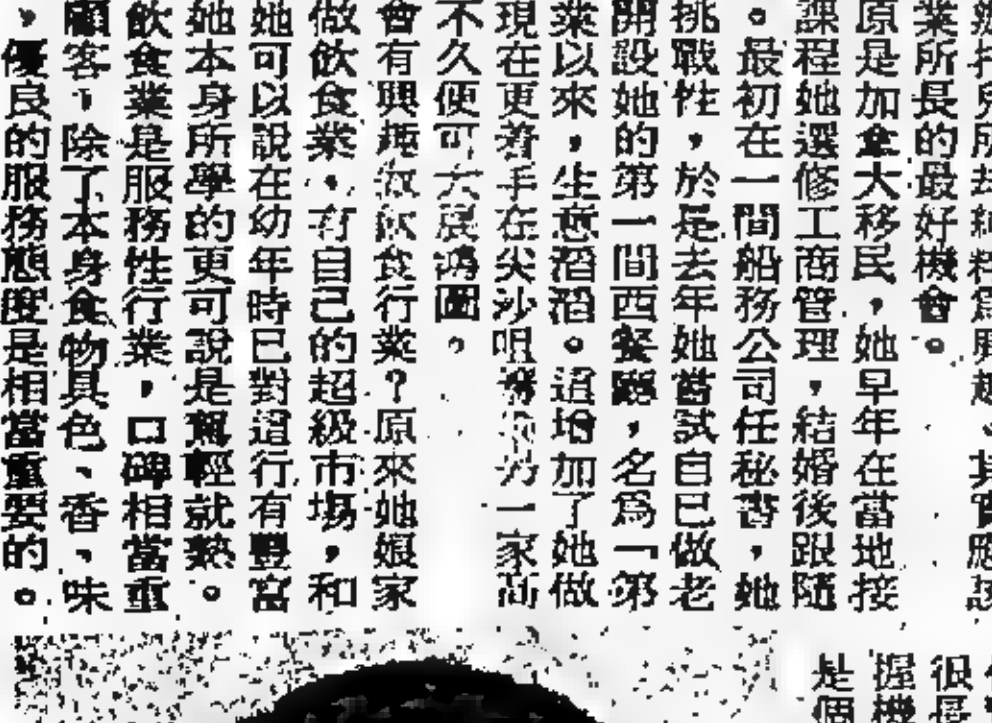 業所長的最好機會。
原是加拿大移民，她早年在當地接
課程她選修工商管理，結婚後跟隨
。最初在一間船務公司任秘書，她
挑戰性，於是去年她嘗試自已做老
開設她的第一間西餐廳，名爲「第
業以來，生意滔滔。這增加了她做
現在更着手在尖沙咀 另一家高
不久便可大展鴻圖。
會有興趣做飲食行業？原來她娘家
做飲食業，有自己的超級市場，和
她可以說在幼年時已對這行有豐富
她本身所學的更可說是駕輕就熟。
飲食業是服務性行業，口碑相當重
顧客，除了本身食物具色、香、味
，優良的服務態度是相當重要的。
很長
握機
是個